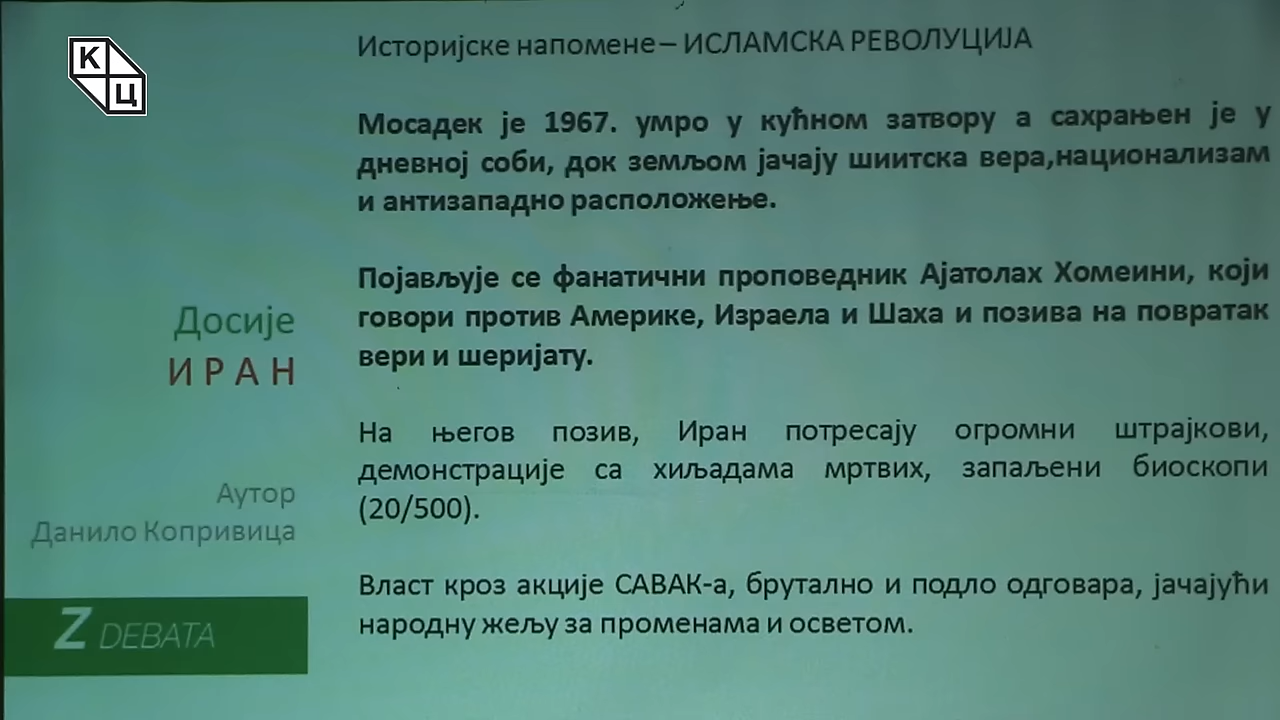 К
Ц
Историјске напомене – ИСЛАМСКА РЕВОЛУЦИЈА
Мосадек је 1967. умро у кућном затвору а сахрањен је у
дневној соби, док земљом јачају шиитска вера,национализам
и антизападно расположење.
Појављује се фанатични проповедник Ајатолах Хомеини, који
говори против Америке, Израела и Шаха и позива на повратак
вери и шеријату.
На његов позив, Иран потресају огромни штрајкови,
демонстрације са хиљадама мртвих, запаљени биоскопи
(20/500).
Власт кроз акције САВАК-а, брутално и подло одговара, јачајући
народну жељу за променама и осветом.
Досије
ИРАН
Аутор
Данило Копривица
Z DEBATA